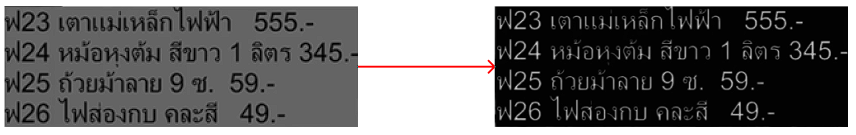 ฟ23 เตาแม่เหล็กไฟฟ้า 555.-
ฟ24 หม้อหุงต้ม สีขาว 1 ลิตร 345.-
ฟ25 ถ้วยม้าลาย 9 ซ. 59.-
ฟ26 ไฟส่องกบ คละสี 49.-
ฟ23 เตาแม่เหล็กไฟฟ้า 555.-
ฟ24 หม้อหุงต้ม สีขาว 1 ลิตร 345.-
ฟ25 ถ้วยม้าลาย 9 ซ. 59.-
ฟ26 ไฟส่องกบ คละสี 49.-